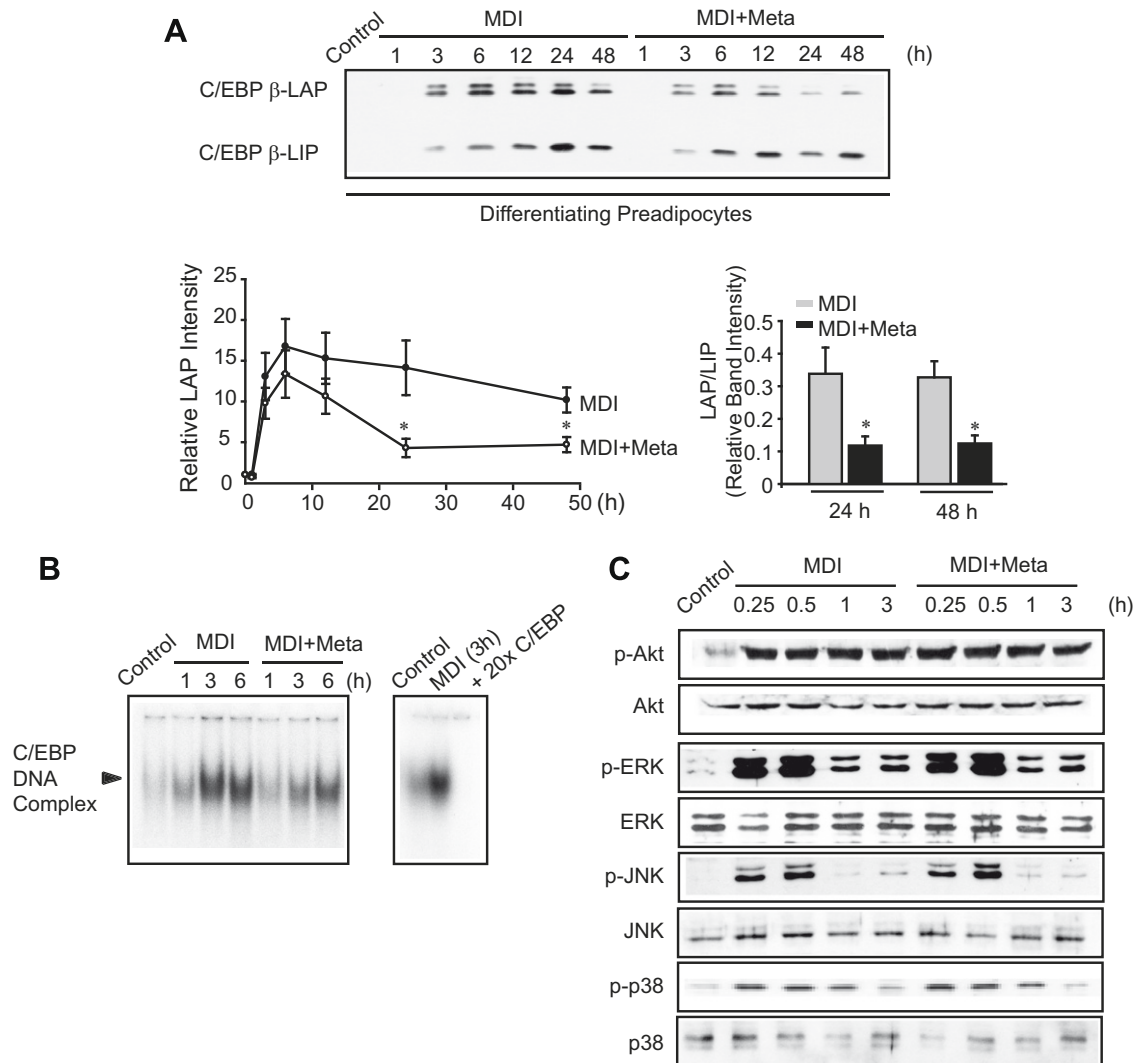 A
Control
MDI
MDI+Meta
1 3 6 12 24 48 1 3 6 12 24 48 (h)
C/EBP β-LAP
C/EBP β-LIP
Differentiating Preadipocytes
Relative LAP Intensity
25
20
15
10
5
0
0 10 20 30 40 50 (h)
*
*
MDI
MDI+Meta
LAP/LIP
(Relative Band Intensity)
0.5
0.4
0.3
0.2
0.1
0
MDI
MDI+Meta
*
*
24 h
48 h
B
Control
MDI
MDI+Meta
1 3 6 1 3 6 (h)
C/EBP
DNA
Complex
Control
MDI (3h)
+ 20x C/EBP
C
Control
MDI
MDI+Meta
0.25 0.5 1 3 0.25 0.5 1 3 (h)
p-Akt
Akt
p-ERK
ERK
p-JNK
JNK
p-p38
p38